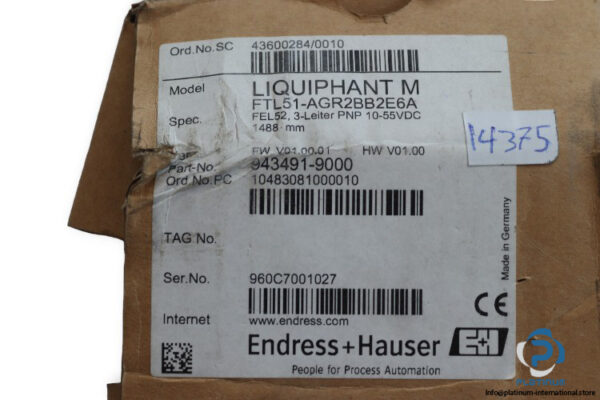 Ord.No.SC 43600284/0010
Model LIQUIPHANT M
FTL51-AGR2BB2E6A
Spec. FEL52, 3-Leiter PNP 10-55VDC
1488 mm
FW V01.00.01 HW V01.00
Part-No. 943491-9000
Ord.No.PC 10483081000010
TAG No.
Ser.No. 960C7001027
Internet www.endress.com
Endress+Hauser E+H
People for Process Automation
Made in Germany
CE
14375
info@platinum-international.store